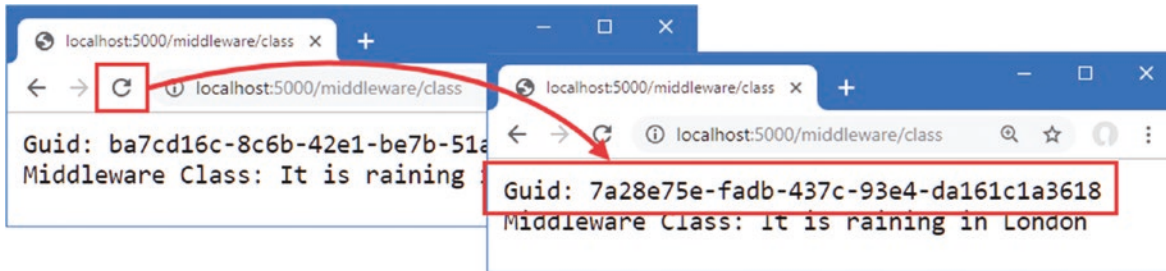 localhost:5000/middleware/class
localhost:5000/middleware/class
Guid: ba7cd16c-8c6b-42e1-be7b-51a
Middleware Class: It is raining
localhost:5000/middleware/class
localhost:5000/middleware/class
Guid: 7a28e75e-fadb-437c-93e4-da161c1a3618
Middleware Class: It is raining in London